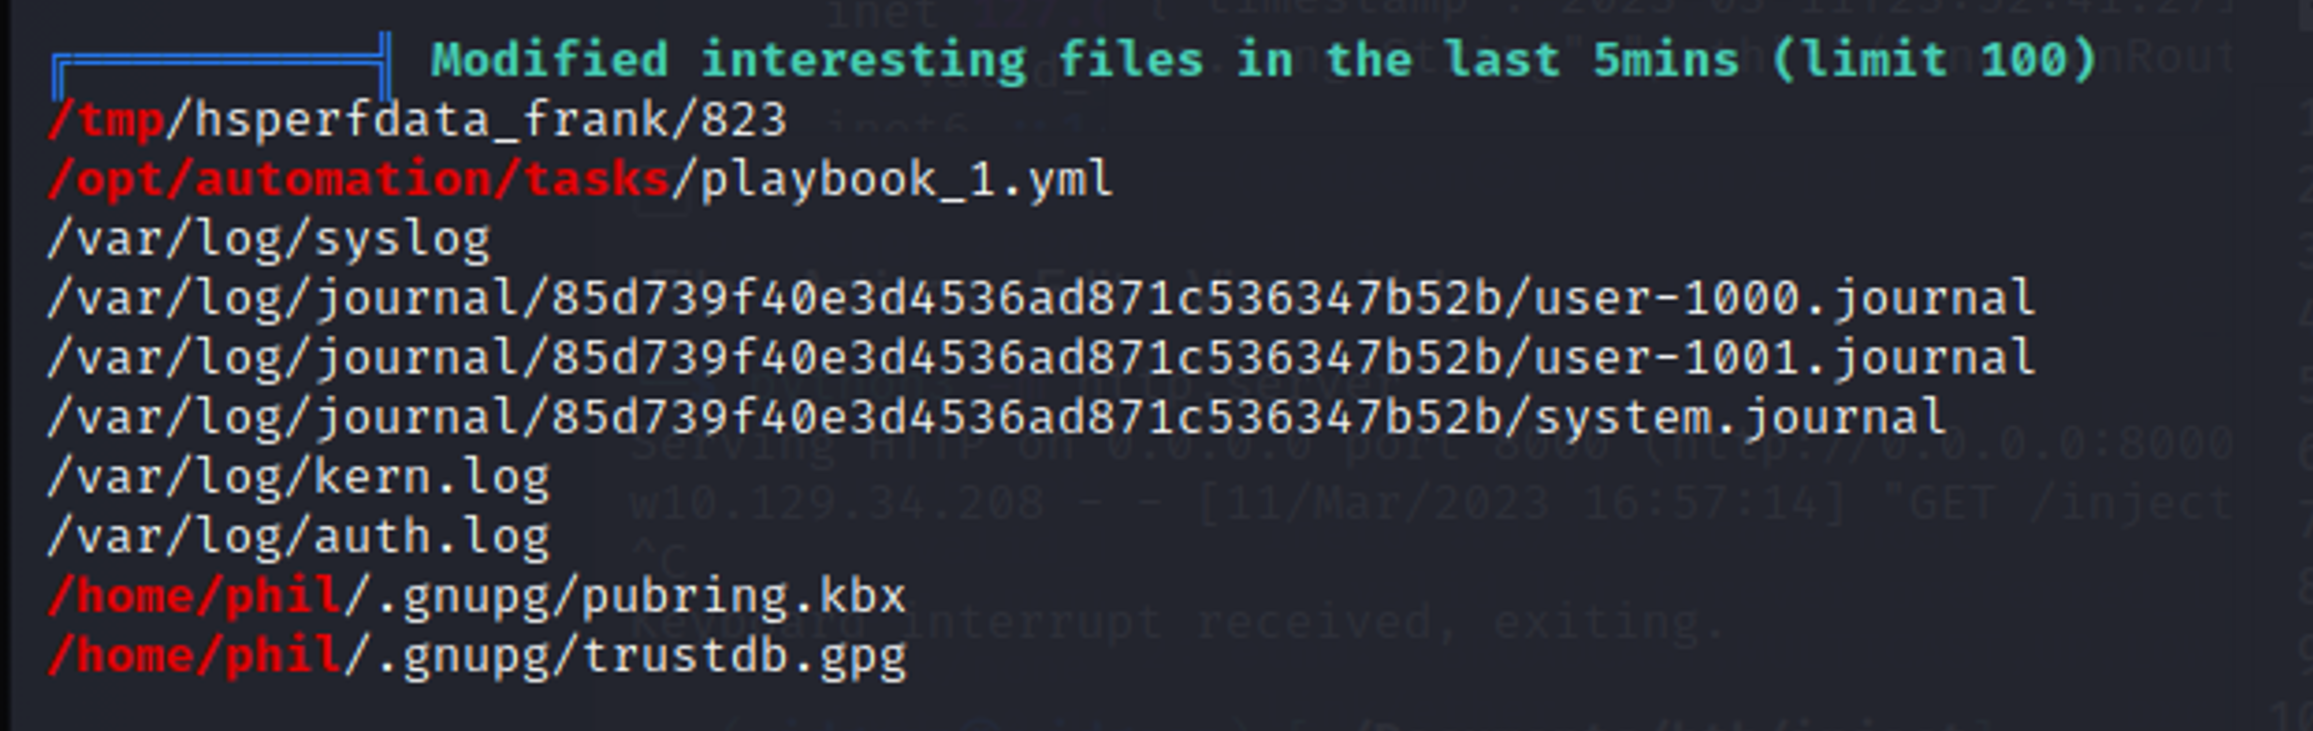 ╔══════════╣ Modified interesting files in the last 5mins (limit 100)
/tmp/hsperfdata_frank/823
/opt/automation/tasks/playbook_1.yml
/var/log/syslog
/var/log/journal/85d739f40e3d4536ad871c536347b52b/user-1000.journal
/var/log/journal/85d739f40e3d4536ad871c536347b52b/user-1001.journal
/var/log/journal/85d739f40e3d4536ad871c536347b52b/system.journal
/var/log/kern.log
/var/log/auth.log
/home/phil/.gnupg/pubring.kbx
/home/phil/.gnupg/trustdb.gpg